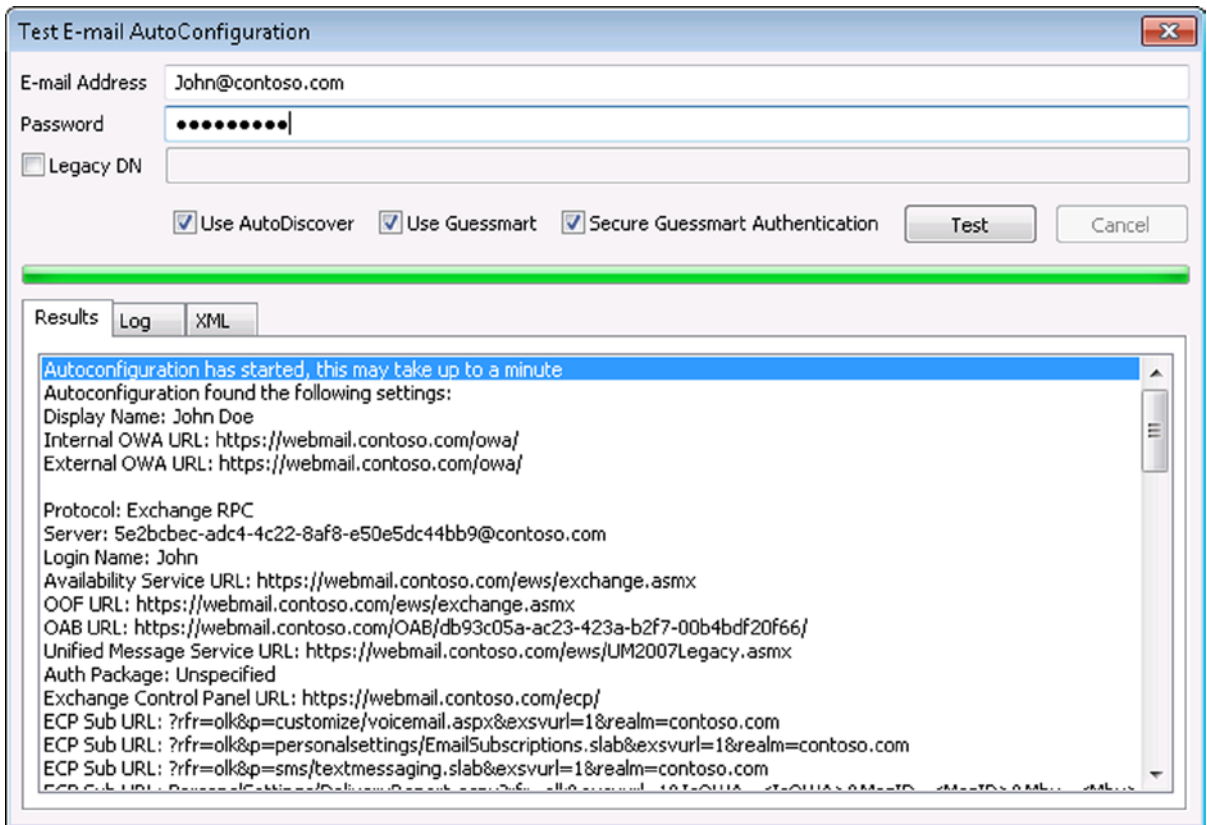 Test E-mail AutoConfiguration
E-mail Address John@contoso.com
Password ●●●●●●●●●
Legacy DN
Use AutoDiscover Use Guessmart Secure Guessmart Authentication Test Cancel
Results Log XML
Autoconfiguration has started, this may take up to a minute
Autoconfiguration found the following settings:
Display Name: John Doe
Internal OWA URL: https://webmail.contoso.com/owa/
External OWA URL: https://webmail.contoso.com/owa/
Protocol: Exchange RPC
Server: 5e2bcbec-adc4-4c22-8af8-e50e5dc44bb9@contoso.com
Login Name: John
Availability Service URL: https://webmail.contoso.com/ews/exchange.asmx
OOF URL: https://webmail.contoso.com/ews/exchange.asmx
OAB URL: https://webmail.contoso.com/OAB/db93c05a-ac23-423a-b2f7-00b4bdf20f66/
Unified Message Service URL: https://webmail.contoso.com/ews/UM2007Legacy.asmx
Auth Package: Unspecified
Exchange Control Panel URL: https://webmail.contoso.com/ecp/
ECP Sub URL: ?rfr=olk&p=customize/voicemail.aspx&exsvurl=1&realm=contoso.com
ECP Sub URL: ?rfr=olk&p=personalsettings/EmailSubscriptions.slab&exsvurl=1&realm=contoso.com
ECP Sub URL: ?rfr=olk&p=sms/textmessaging.slab&exsvurl=1&realm=contoso.com